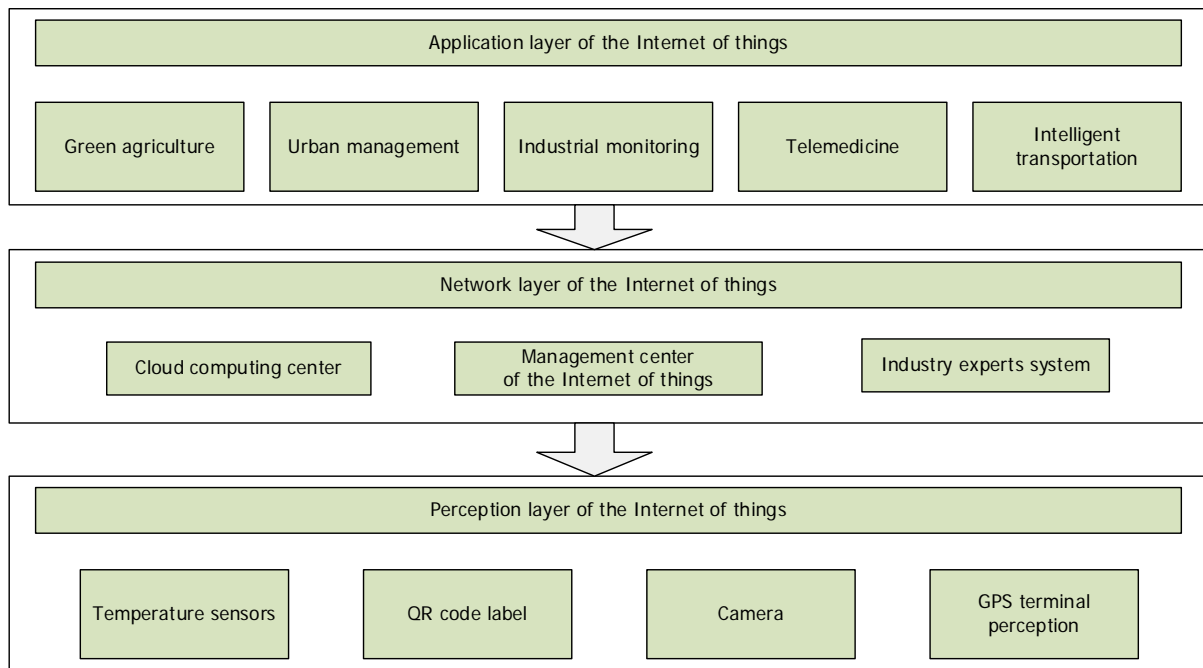 Application layer of the Internet of things
Green agriculture
Urban management
Industrial monitoring
Telemedicine
Intelligent
transportation
Network layer of the Internet of things
Cloud computing center
Management center
of the Internet of things
Industry experts system
Perception layer of the Internet of things
Temperature sensors
QR code label
Camera
GPS terminal
perception